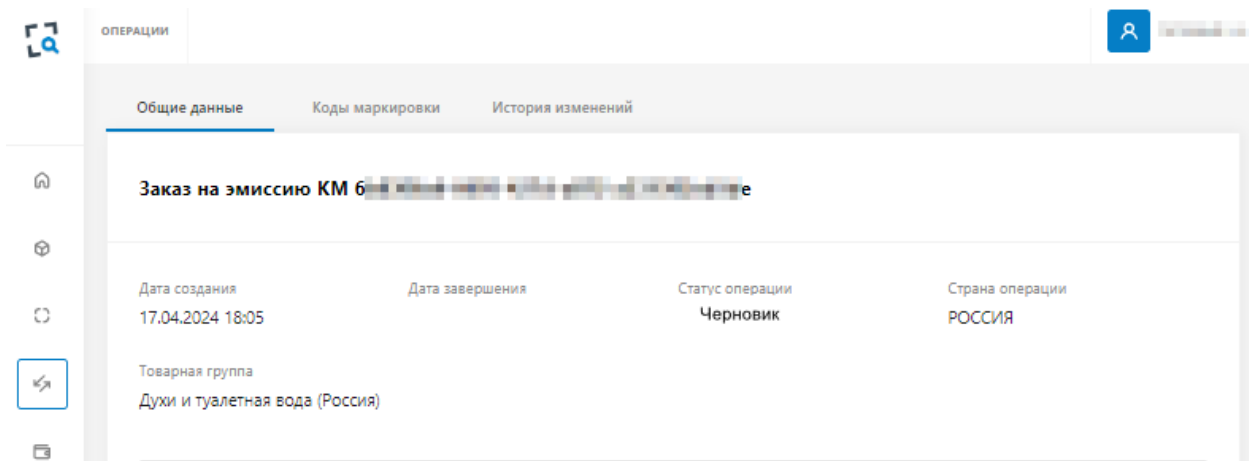 ОПЕРАЦИИ
Общие данные Коды маркировки История изменений
Заказ на эмиссию КМ
Дата создания Дата завершения Статус операции Страна операции
17.04.2024 18:05 Черновик РОССИЯ
Товарная группа
Духи и туалетная вода (Россия)